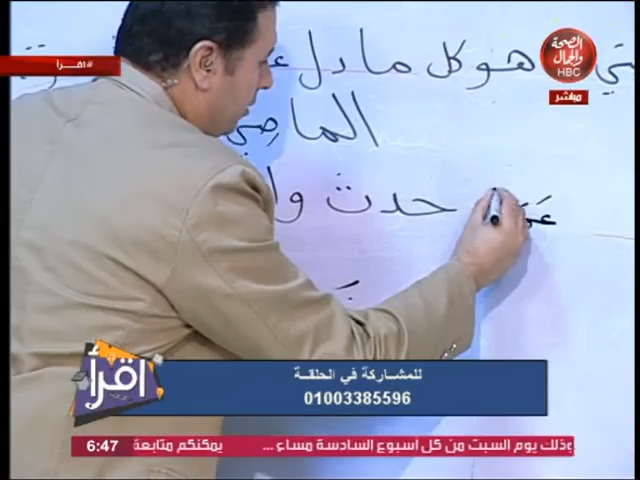 هو كل ما دل
الصحة والجمال
HBC
#اقرأ
مباشر
حدث
اقرأ
للمشاركة في الحلقة
01003385596
6:47
وذلك يوم السبت من كل اسبوع السادسة مساء ... يمكنكم متابعة